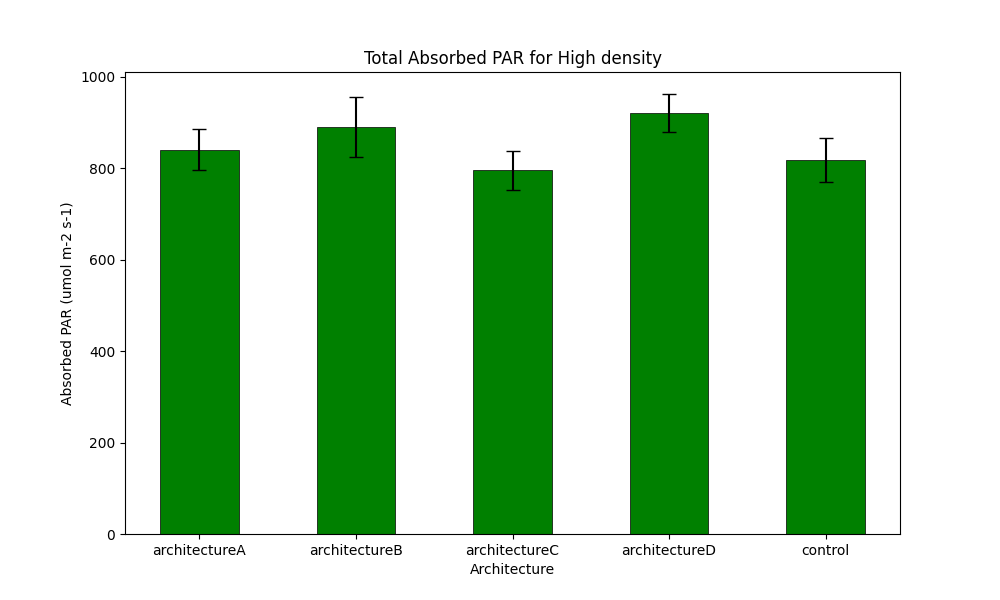 Total Absorbed PAR for High density
1000
800
600
400
200
0
Absorbed PAR (umol m-2 s-1)
architectureA architectureB architectureC architectureD control
Architecture